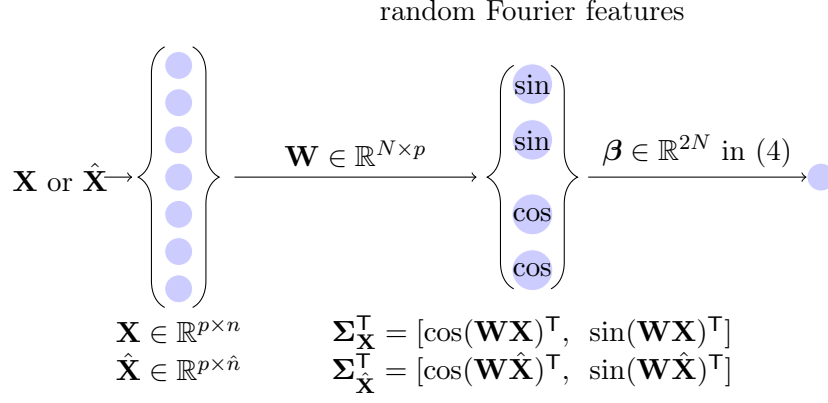 random Fourier features
sin
𝐗 or 𝐗̂
𝐖 ∈ ℝ^{N×p}
sin
𝜷 ∈ ℝ^{2N} in (4)
cos
cos
𝐗 ∈ ℝ^{p×n}
𝐗̂ ∈ ℝ^{p×n̂}
𝚺_𝐗^𝖳 = [cos(𝐖𝐗)^𝖳, sin(𝐖𝐗)^𝖳]
𝚺_𝐗̂^𝖳 = [cos(𝐖𝐗̂)^𝖳, sin(𝐖𝐗̂)^𝖳]